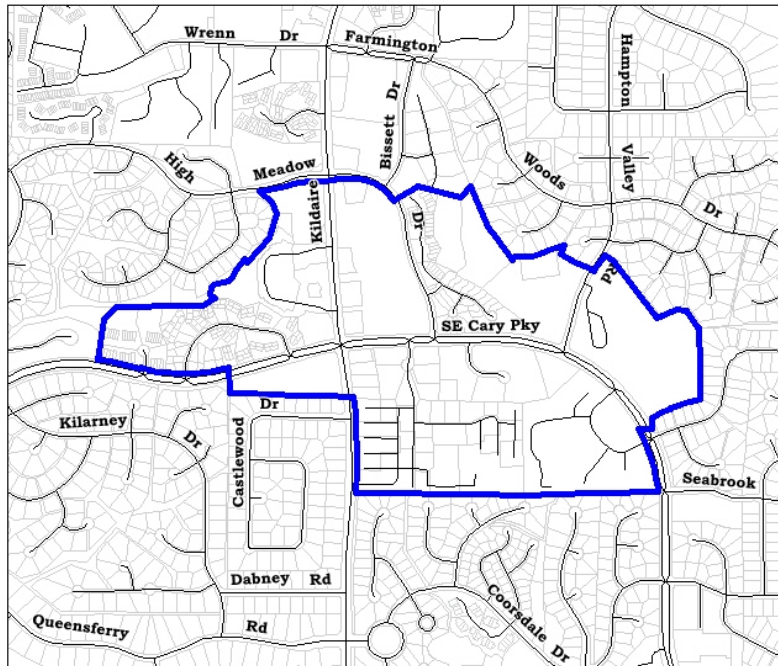 Wrenn Dr Farmington
Hampton
Bissett Dr
High Meadow Woods Valley
Kildaire Dr Dr
Rd
SE Cary Pky
Kilarney Dr Castlewood Dr
Seabrook
Dabney Rd
Coorsdale Dr
Queensferry Rd